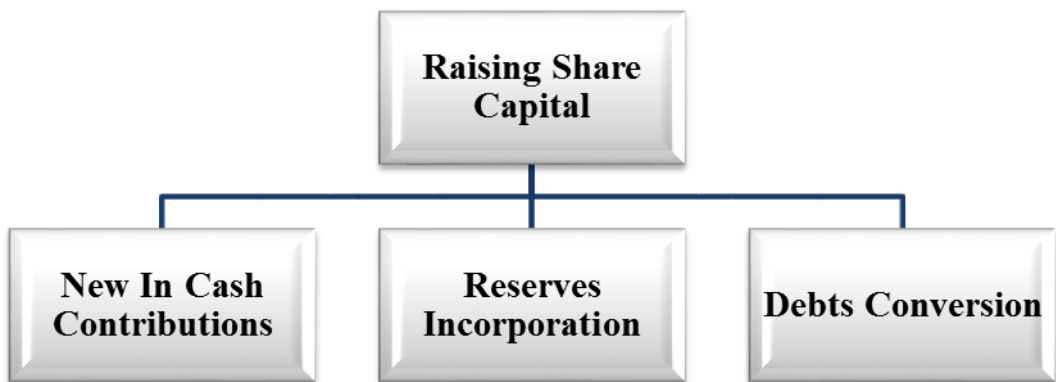 Raising Share
Capital
New In Cash
Contributions
Reserves
Incorporation
Debts Conversion